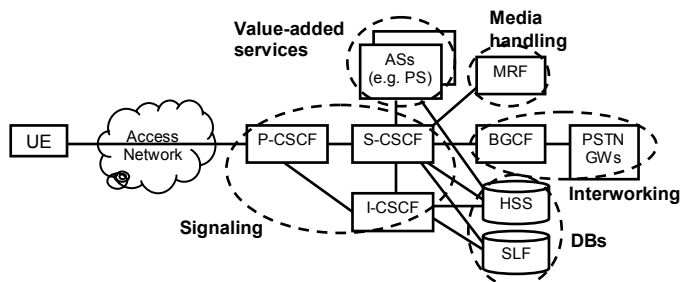 Value-added
services
Media
handling
ASs
(e.g. PS)
MRF
UE
Access
Network
P-CSCF
S-CSCF
BGCF
PSTN
GWs
Interworking
Signaling
I-CSCF
HSS
DBs
SLF